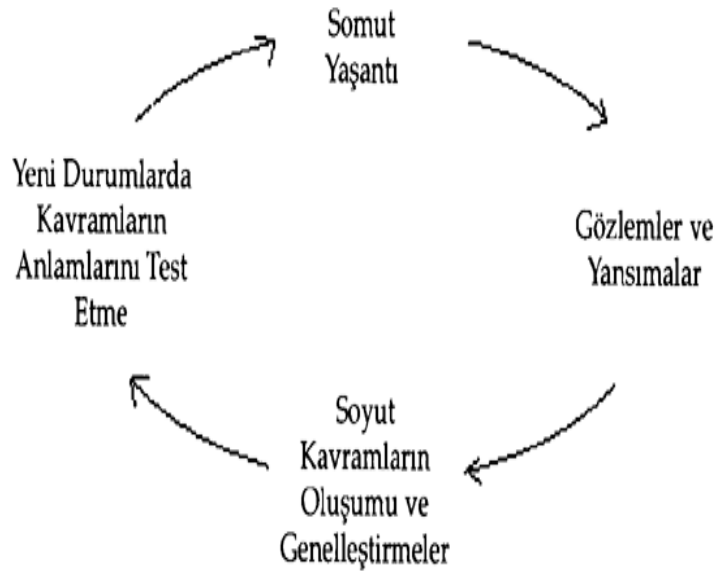 Somut
Yaşantı
Gözlemler ve
Yansımalar
Soyut
Kavramların
Oluşumu ve
Genelleştirmeler
Yeni Durumlarda
Kavramların
Anlamlarını Test
Etme